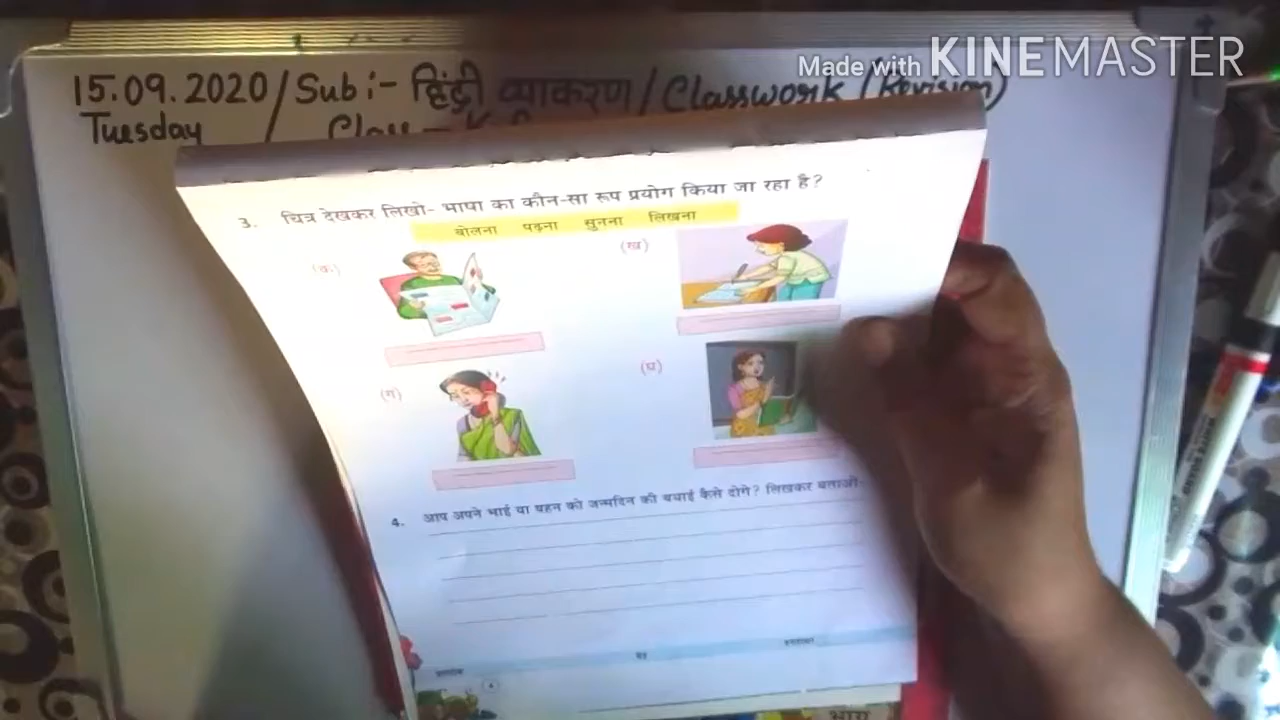 Made with KINEMASTER
15.09.2020 / Sub:- हिंद्री व्याकरण / Classwork (Revision)
Tuesday / Class -
3. चित्र देखकर लिखो- भाषा का कौन-सा रूप प्रयोग किया जा रहा है?
बोलना पढ़ना सुनना लिखना
(क) (ख)
(ग) (घ)
4. आप अपने भाई या बहन को जन्मदिन की बधाई कैसे दोगे? लिखकर बताओ-
भाग